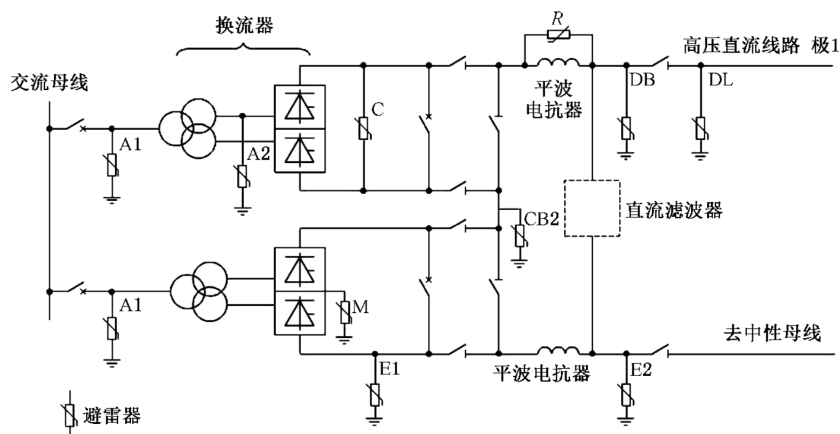 换流器
R
高压直流线路 极1
交流母线
平波
电抗器
DB
DL
C
A1
A2
直流滤波器
CB2
A1
M
去中性母线
E1
平波电抗器
E2
避雷器